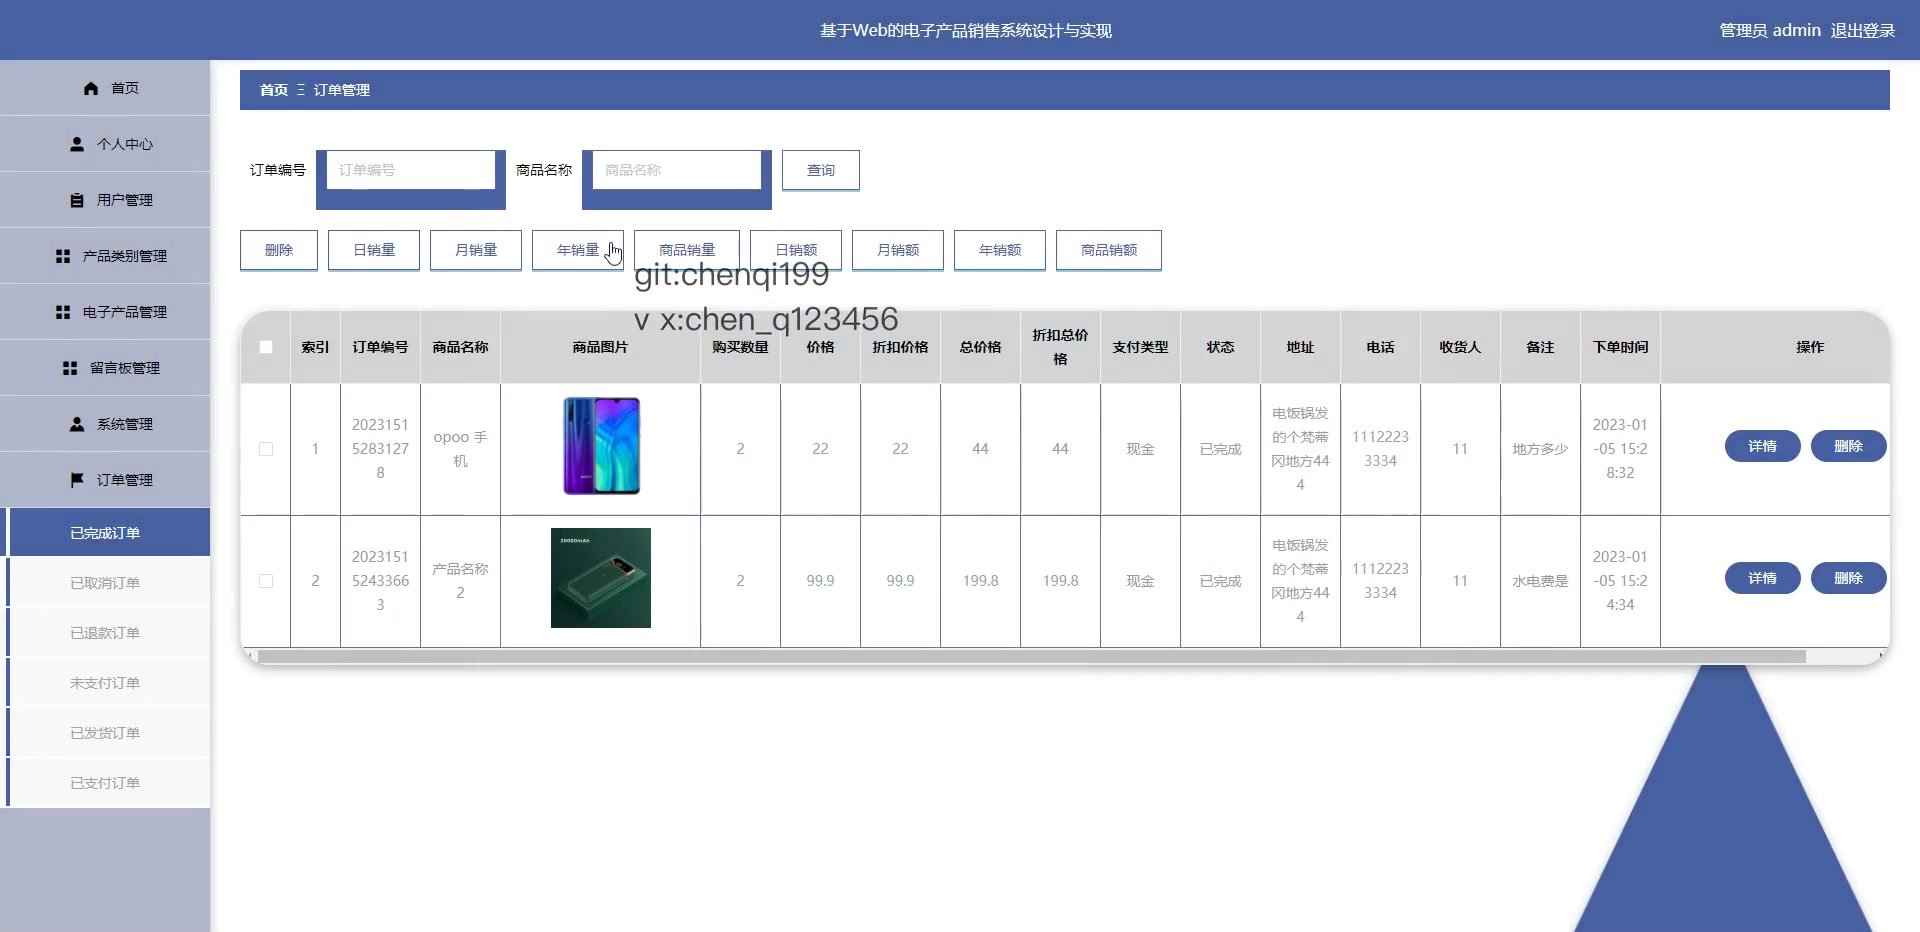 基于Web的电子产品销售系统设计与实现
管理员 admin 退出登录
首页
个人中心
用户管理
产品类别管理
电子产品管理
留言板管理
系统管理
订单管理
已完成订单
已取消订单
已退款订单
未支付订单
已发货订单
已支付订单
首页 Ξ 订单管理
订单编号 订单编号 商品名称 商品名称 查询
删除 日销量 月销量 年销量 商品销量 日销额 月销额 年销额 商品销额
git:chenqi199
v x:chen_q123456
索引 订单编号 商品名称 商品图片 购买数量 价格 折扣价格 总价格 折扣总价
格 支付类型 状态 地址 电话 收货人 备注 下单时间 操作
1
2023151
5283127
8
opoo 手
机
2 22 22 44 44 现金 已完成
电饭锅发
的个梵蒂
冈地方44
4
1112223
3334
11 地方多少
2023-01
-05 15:2
8:32
详情 删除
2
2023151
5243366
3
产品名称
2
20000mAh
2 99.9 99.9 199.8 199.8 现金 已完成
电饭锅发
的个梵蒂
冈地方44
4
1112223
3334
11 水电费是
2023-01
-05 15:2
4:34
详情 删除